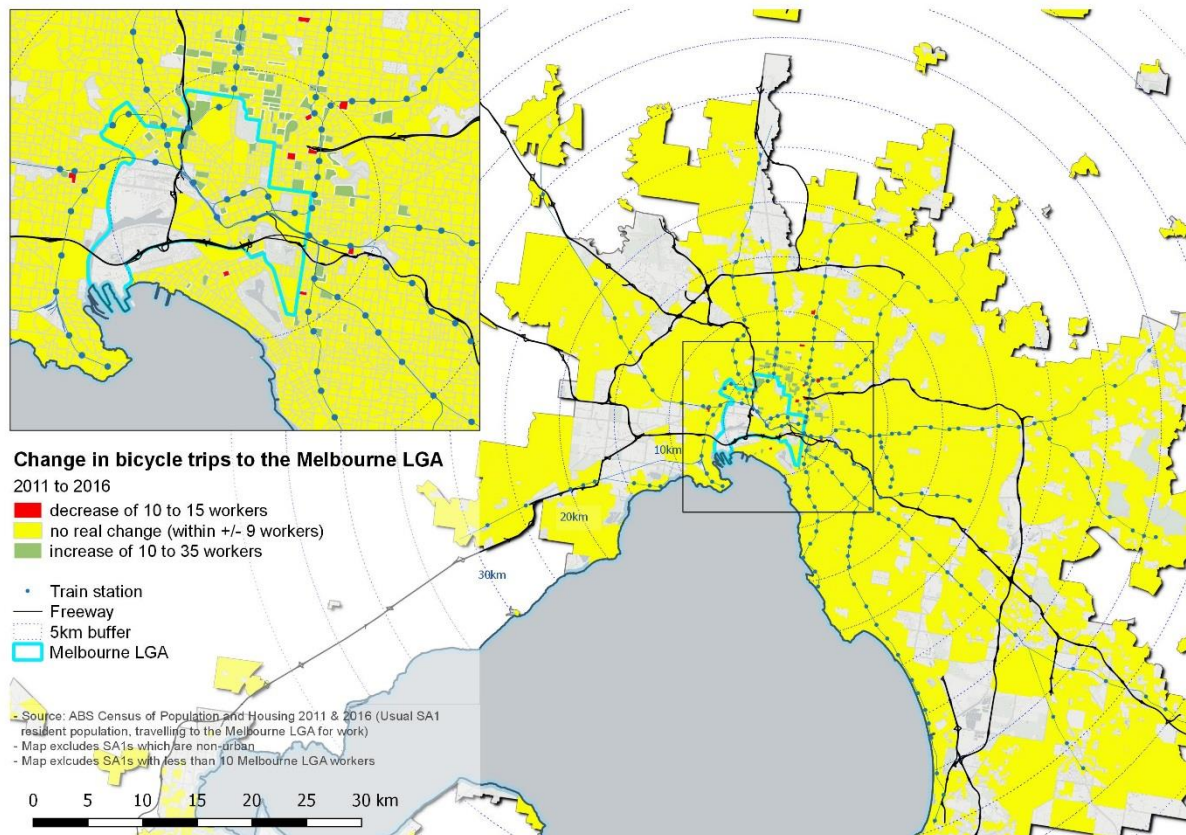 Change in bicycle trips to the Melbourne LGA
2011 to 2016
decrease of 10 to 15 workers
no real change (within +/- 9 workers)
increase of 10 to 35 workers
Train station
Freeway
5km buffer
Melbourne LGA
- Source: ABS Census of Population and Housing 2011 & 2016 (Usual SA1
resident population, travelling to the Melbourne LGA for work)
- Map excludes SA1s which are non-urban
- Map exlcudes SA1s with less than 10 Melbourne LGA workers
0 5 10 15 20 25 30 km
10km
20km
30km